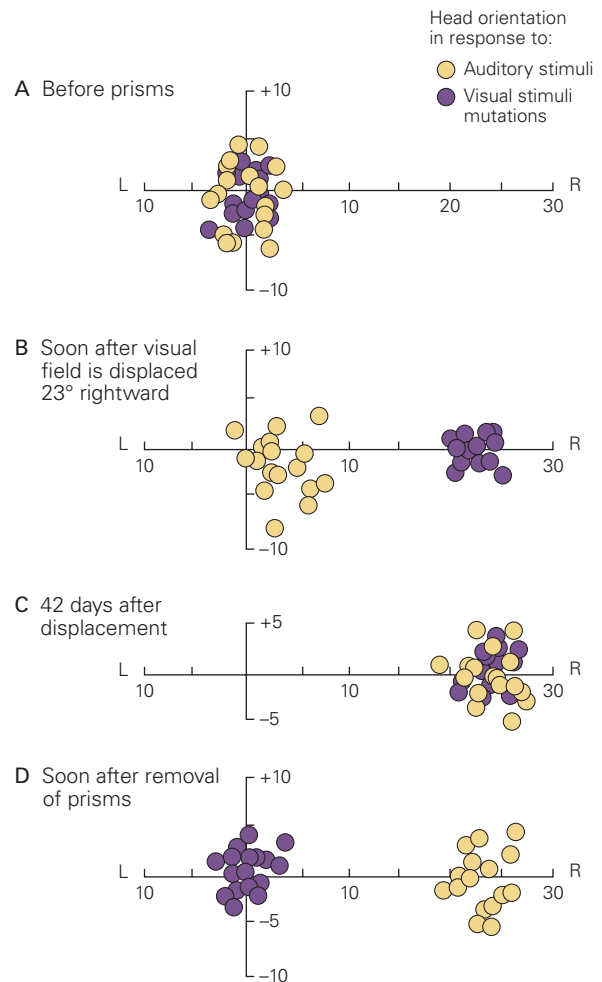 Head orientation
in response to:
Auditory stimuli
Visual stimuli
mutations
A Before prisms
+10
L R
10 10 20 30
−10
B Soon after visual
field is displaced
23° rightward
+10
L R
10 10 20 30
−10
C 42 days after
displacement
+5
L R
10 10 20 30
−5
D Soon after removal
of prisms
+10
L R
10 10 20 30
−5
−10